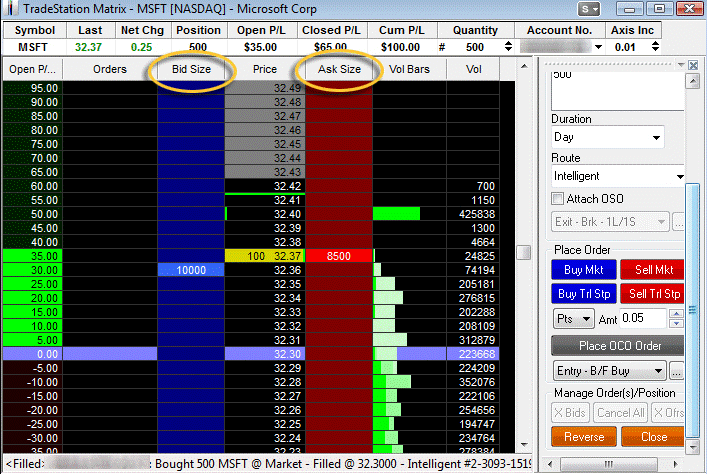 TradeStation Matrix - MSFT [NASDAQ] - Microsoft Corp
S
Symbol Last Net Chg Position Open P/L Closed P/L Cum P/L Quantity Account No. Axis Inc
MSFT 32.37 0.25 500 $35.00 $65.00 $100.00 # 500 0.01
Open P/... Orders Bid Size Price Ask Size Vol Bars Vol
95.00 32.49
90.00 32.48
85.00 32.47
80.00 32.46
75.00 32.45
70.00 32.44
65.00 32.43
60.00 32.42 700
55.00 32.41 1150
50.00 32.40 425838
45.00 32.39 1300
40.00 32.38 4664
35.00 100 32.37 8500 24825
30.00 10000 32.36 74194
25.00 32.35 205181
20.00 32.34 276815
15.00 32.33 202288
10.00 32.32 208109
5.00 32.31 312879
0.00 32.30 223668
-5.00 32.29 224209
-10.00 32.28 352076
-15.00 32.27 222106
-20.00 32.26 254656
-25.00 32.25 194747
-30.00 32.24 234764
32.23 278384
<Filled> : Bought 500 MSFT @ Market - Filled @ 32.3000 - Intelligent #2-3093-1519
500
Duration
Day
Route
Intelligent
Attach OSO
Exit - Brk - 1L/1S ...
Place Order
Buy Mkt Sell Mkt
Buy Trl Stp Sell Trl Stp
Pts Amt 0.05
Place OCO Order
Entry - B/F Buy ...
Manage Order(s)/Position
X Bids Cancel All X Ofrs
Reverse Close